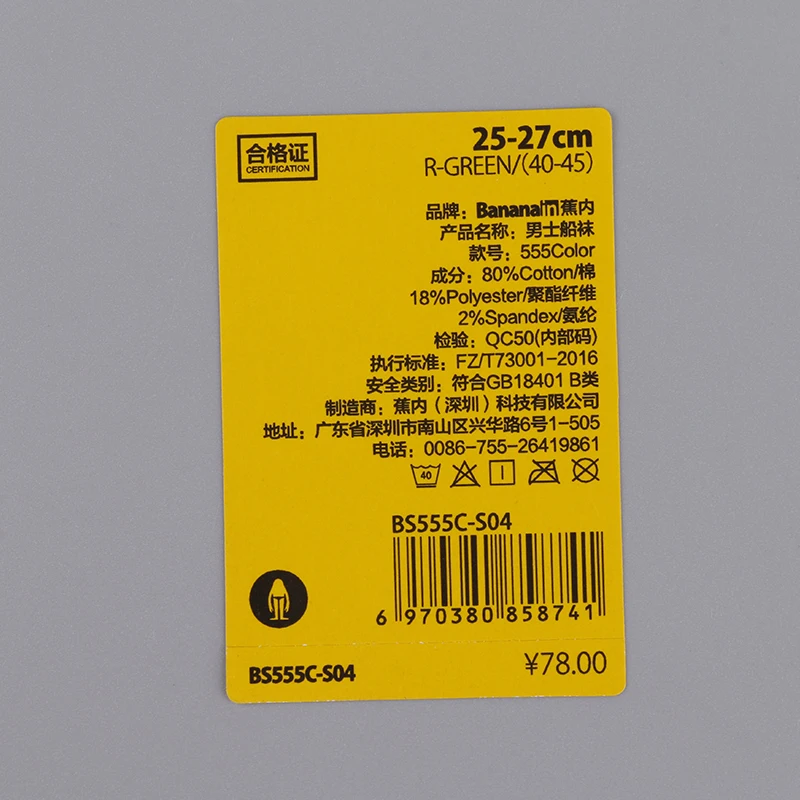 合格证
CERTIFICATION
25-27cm
R-GREEN/(40-45)
品牌：Bananain蕉内
产品名称：男士船袜
款号：555Color
成分：80%Cotton/棉
18%Polyester/聚酯纤维
2%Spandex/氨纶
检验：QC50(内部码)
执行标准：FZ/T73001-2016
安全类别：符合GB18401 B类
制造商：蕉内（深圳）科技有限公司
地址：广东省深圳市南山区兴华路6号1-505
电话：0086-755-26419861
40
BS555C-S04
6 970380 858741
BS555C-S04
¥78.00